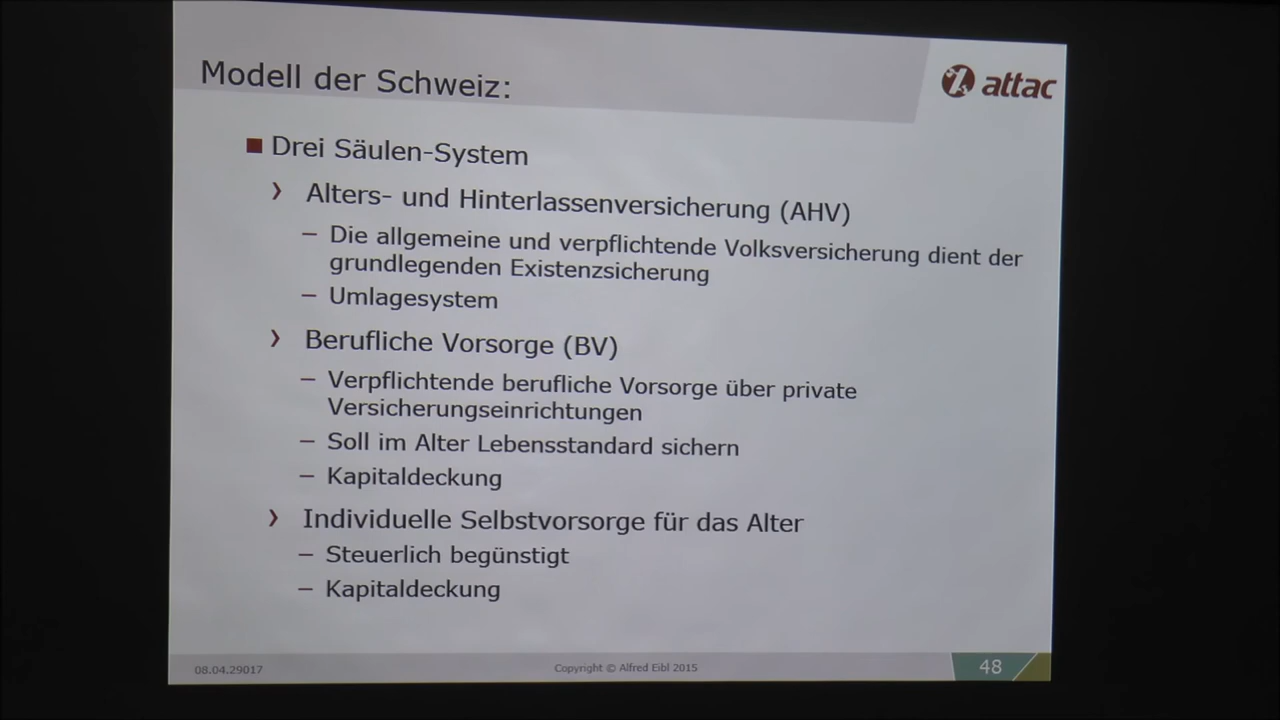 Modell der Schweiz:
attac
Drei Säulen-System
Alters- und Hinterlassenversicherung (AHV)
– Die allgemeine und verpflichtende Volksversicherung dient der
grundlegenden Existenzsicherung
– Umlagesystem
Berufliche Vorsorge (BV)
– Verpflichtende berufliche Vorsorge über private
Versicherungseinrichtungen
– Soll im Alter Lebensstandard sichern
– Kapitaldeckung
Individuelle Selbstvorsorge für das Alter
– Steuerlich begünstigt
– Kapitaldeckung
08.04.29017
Copyright © Alfred Eibl 2015
48